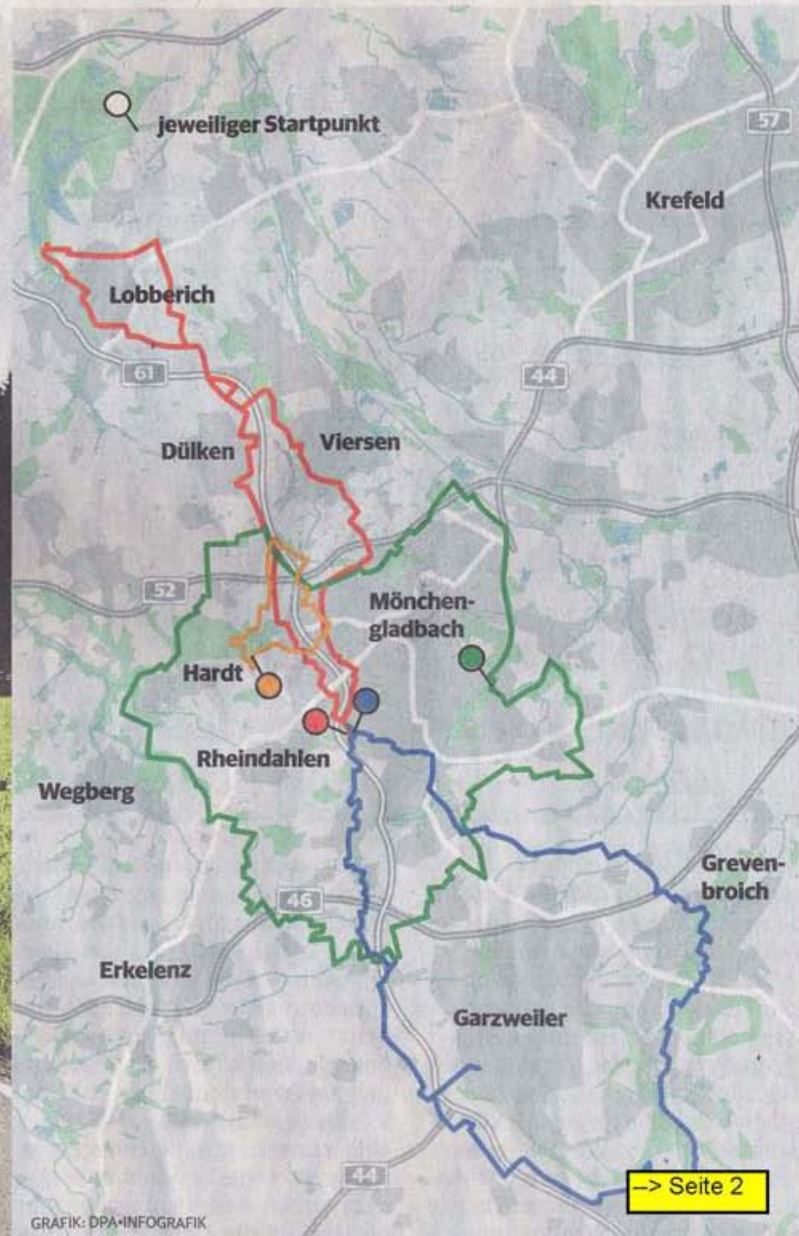 jeweiliger Startpunkt
57
Krefeld
Lobberich
61
44
Dülken
Viersen
52
Mönchen-
gladbach
Hardt
Rheindahlen
Wegberg
Greven-
broich
46
Erkelenz
Garzweiler
44
--> Seite 2
GRAFIK: DPA•INFOGRAFIK